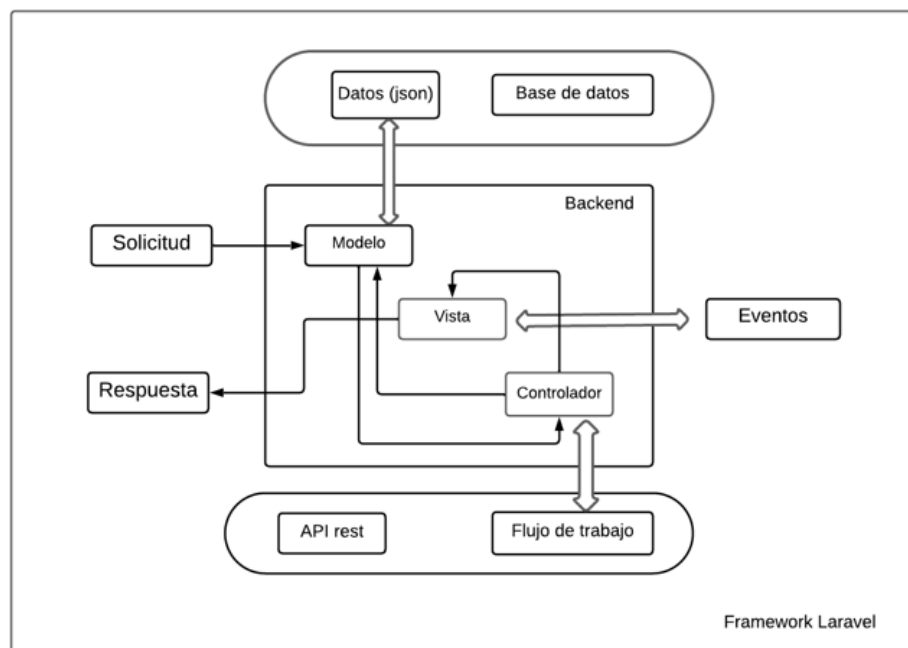 Datos (json)
Base de datos
Backend
Solicitud
Modelo
Vista
Eventos
Respuesta
Controlador
API rest
Flujo de trabajo
Framework Laravel